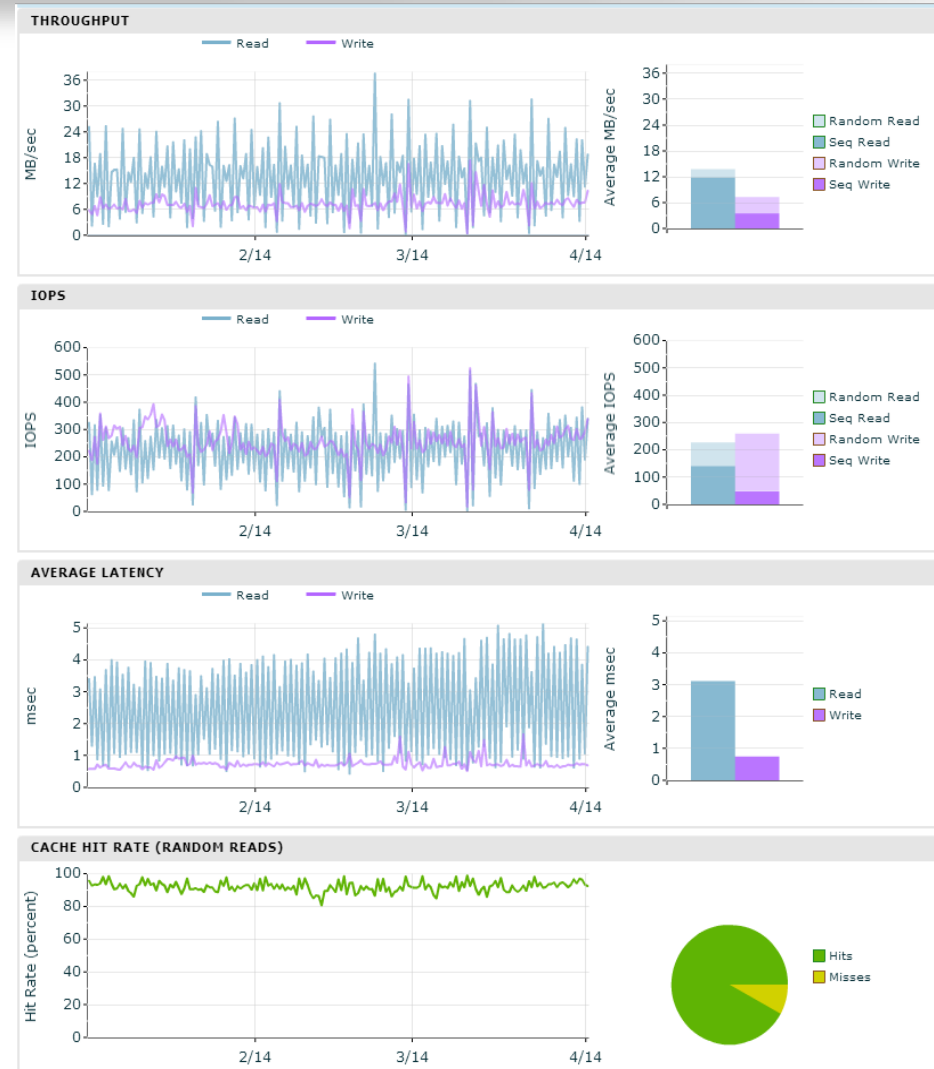 THROUGHPUT
Read Write
36
30
24
18
12
6
0
MB/sec
2/14 3/14 4/14
36
30
24
18
12
6
0
Average MB/sec
Random Read
Seq Read
Random Write
Seq Write
IOPS
Read Write
600
500
400
300
200
100
0
IOPS
2/14 3/14 4/14
600
500
400
300
200
100
0
Average IOPS
Random Read
Seq Read
Random Write
Seq Write
AVERAGE LATENCY
Read Write
5
4
3
2
1
0
msec
2/14 3/14 4/14
5
4
3
2
1
0
Average msec
Read
Write
CACHE HIT RATE (RANDOM READS)
100
80
60
40
20
0
Hit Rate (percent)
2/14 3/14 4/14
Hits
Misses